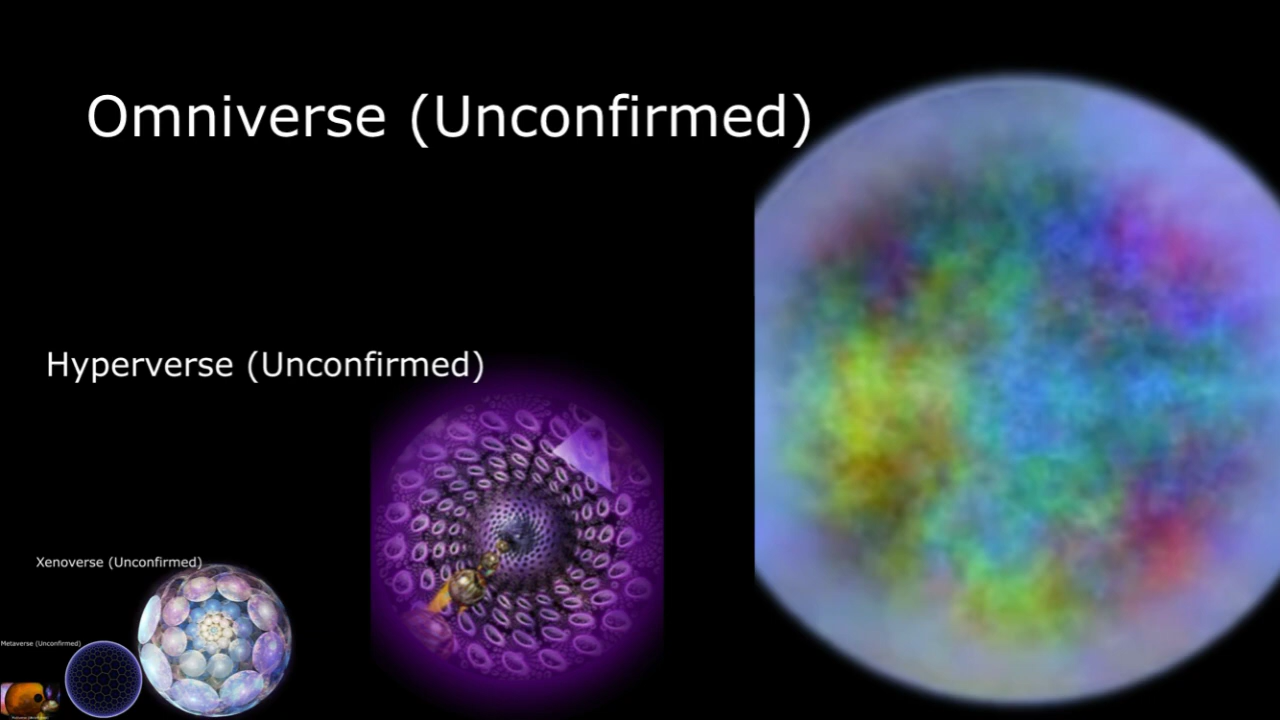 Omniverse (Unconfirmed)
Hyperverse (Unconfirmed)
Xenoverse (Unconfirmed)
Metaverse (Unconfirmed)